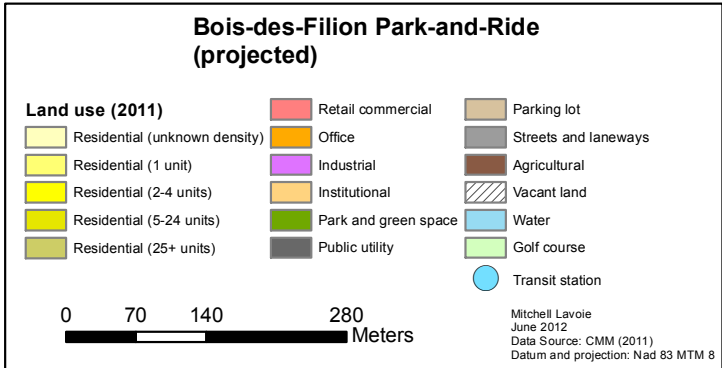 Bois-des-Filion Park-and-Ride
(projected)
Land use (2011)
Residential (unknown density)
Residential (1 unit)
Residential (2-4 units)
Residential (5-24 units)
Residential (25+ units)
Retail commercial
Office
Industrial
Institutional
Park and green space
Public utility
Parking lot
Streets and laneways
Agricultural
Vacant land
Water
Golf course
Transit station
0 70 140 280
Meters
Mitchell Lavoie
June 2012
Data Source: CMM (2011)
Datum and projection: Nad 83 MTM 8